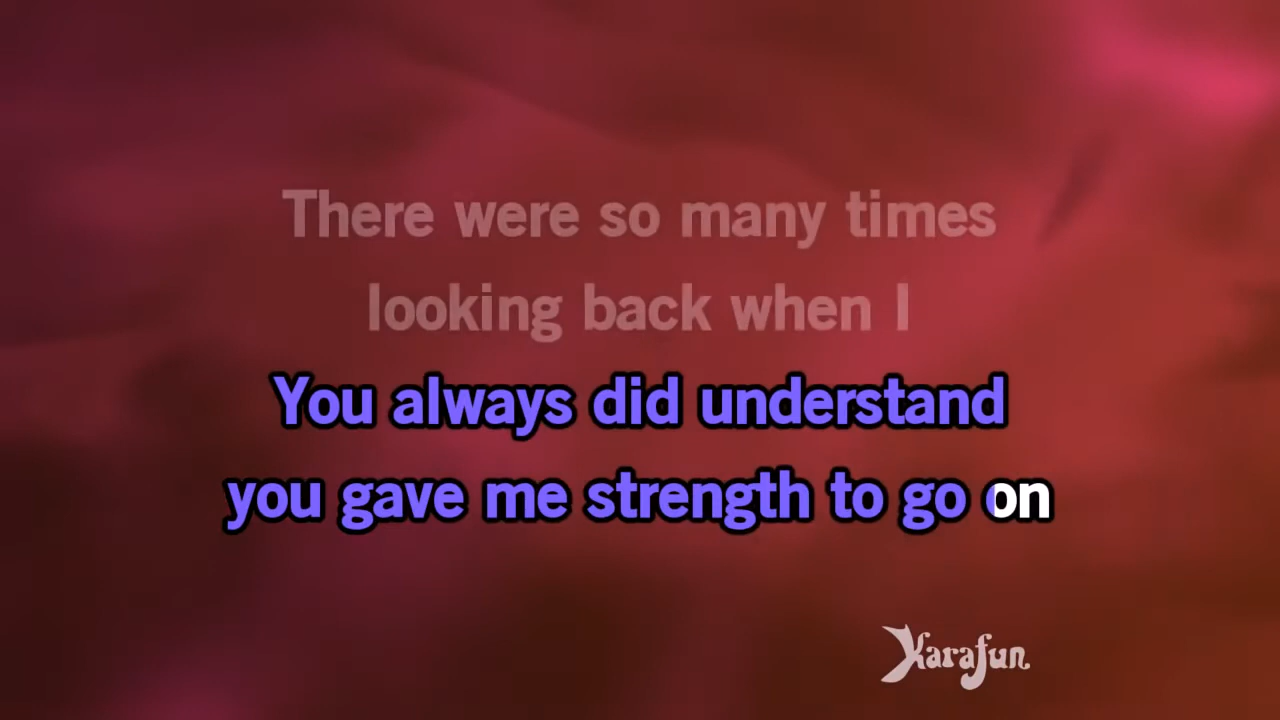 There were so many times
looking back when I
You always did understand
you gave me strength to go on
Karafun